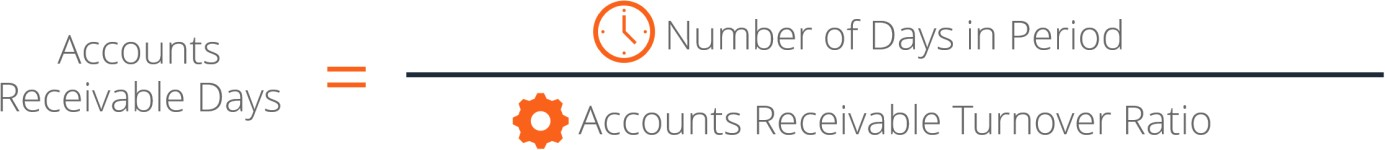 Accounts
Receivable Days
=
Number of Days in Period
Accounts Receivable Turnover Ratio